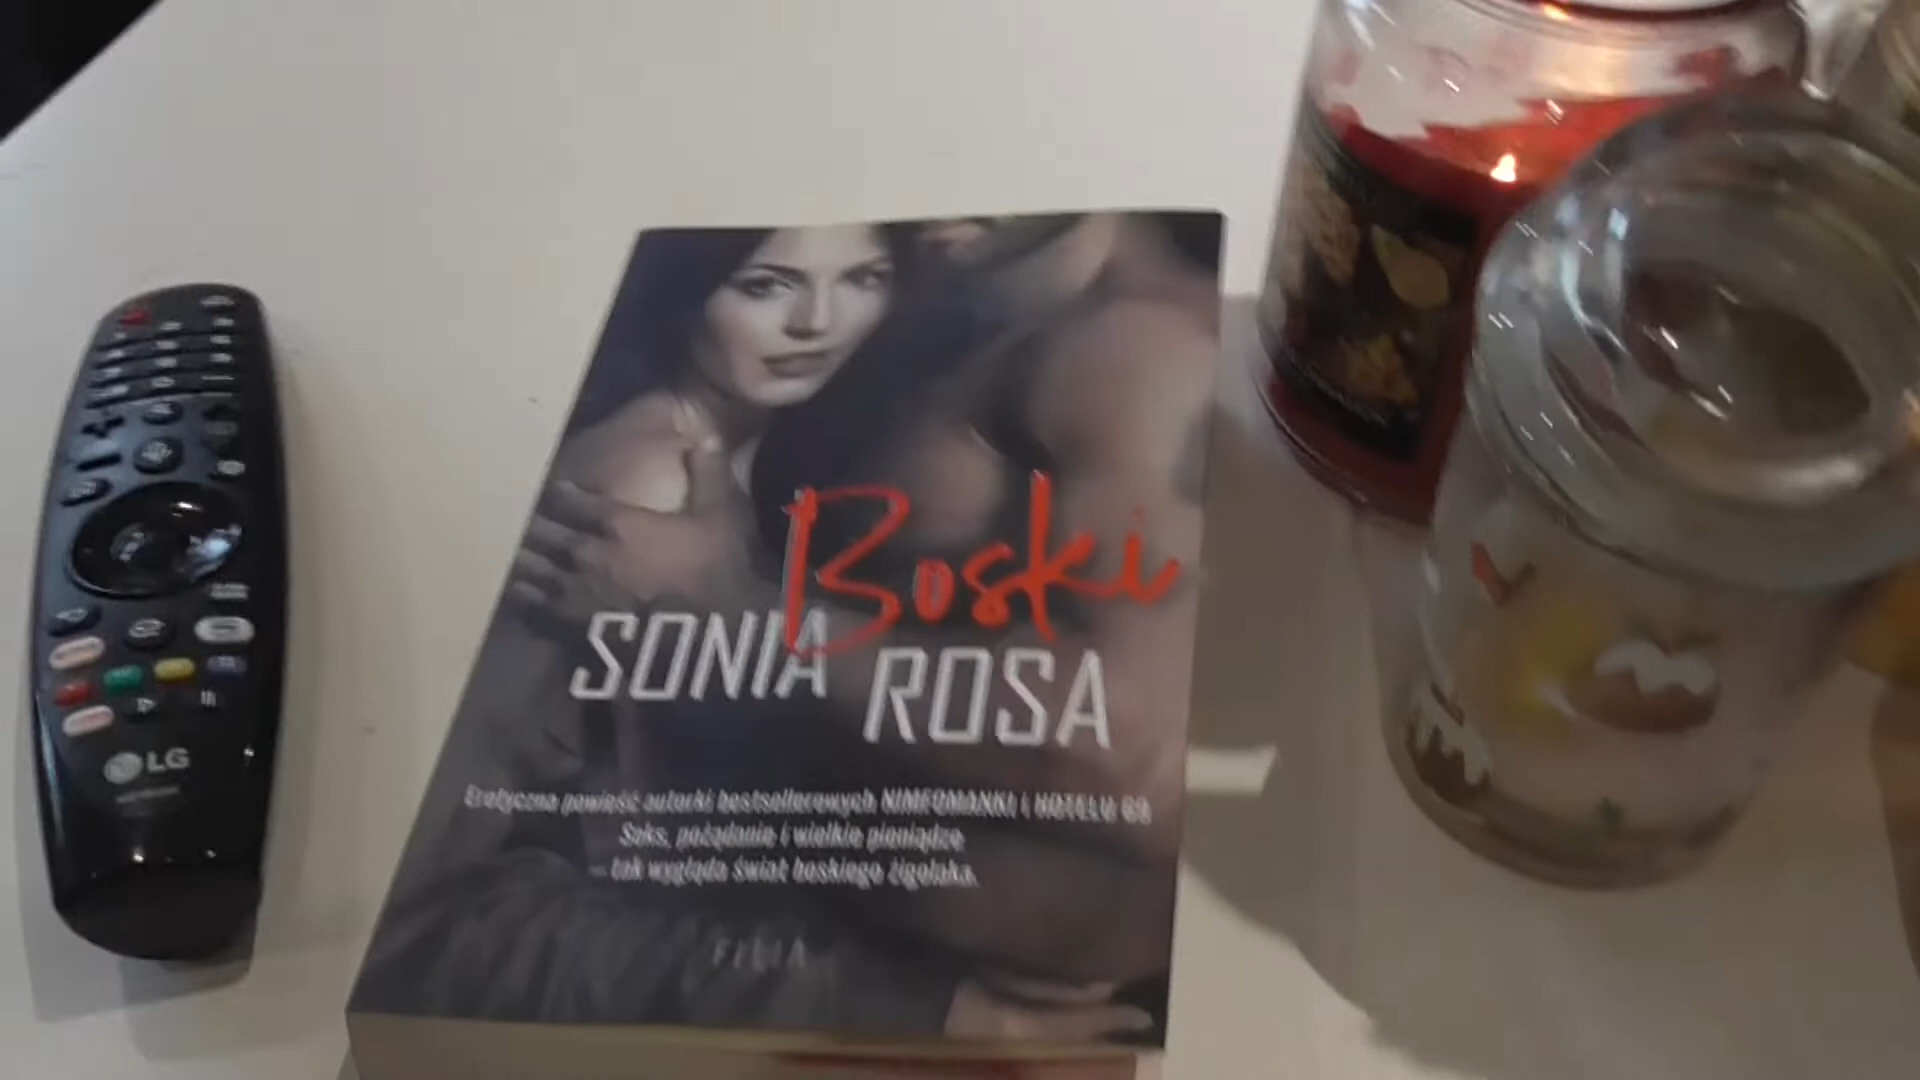 Boski
SONIA ROSA
Erotyczna powieść autorki bestsellerowych NIMFOMANKI i HOTELU 69
Seks, pożądanie i wielkie pieniądze
– tak wygląda świat boskiego żigolaka.
FILIA
LG